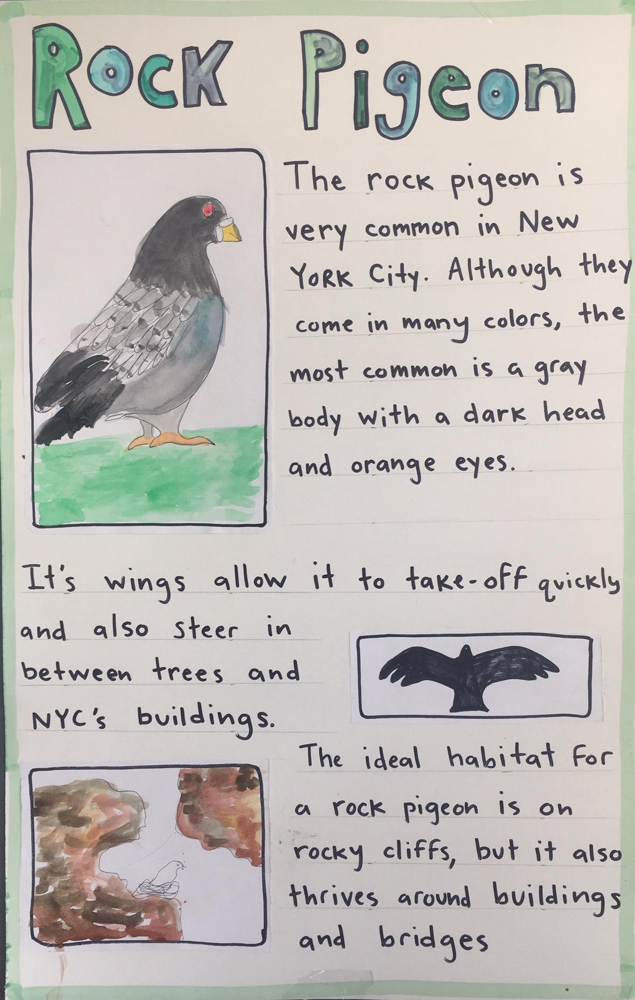 Rock Pigeon
The rock pigeon is
very common in New
York City. Although they
come in many colors, the
most common is a gray
body with a dark head
and orange eyes.
It's wings allow it to take-off quickly
and also steer in
between trees and
NYC's buildings.
The ideal habitat for
a rock pigeon is on
rocky cliffs, but it also
thrives around buildings
and bridges